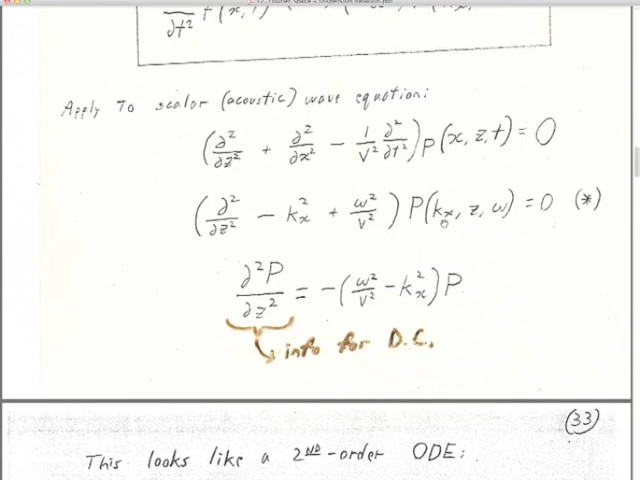 ∂t²
Apply To scalar (acoustic) wave equation:
(∂²/∂z² + ∂²/∂x² - 1/v² ∂²/∂t²) P(x, z, t) = 0
(∂²/∂z² - kx² + ω²/v²) P(kx, z, ω) = 0 (*)
∂²P/∂z² = -(ω²/v² - kx²) P
info for D.C.
(33)
This looks like a 2ND-order ODE: